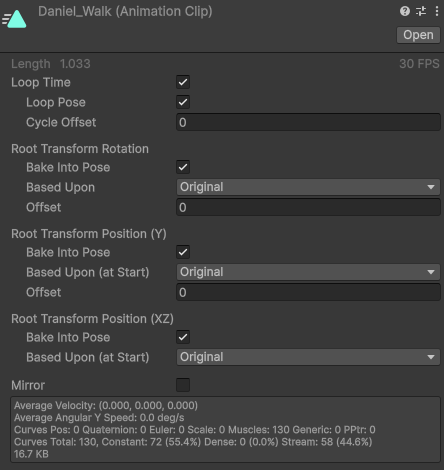 Daniel_Walk (Animation Clip)
Open
Length 1.033 30 FPS
Loop Time
Loop Pose
Cycle Offset 0
Root Transform Rotation
Bake Into Pose
Based Upon Original
Offset 0
Root Transform Position (Y)
Bake Into Pose
Based Upon (at Start) Original
Offset 0
Root Transform Position (XZ)
Bake Into Pose
Based Upon (at Start) Original
Mirror
Average Velocity: (0.000, 0.000, 0.000)
Average Angular Y Speed: 0.0 deg/s
Curves Pos: 0 Quaternion: 0 Euler: 0 Scale: 0 Muscles: 130 Generic: 0 PPtr: 0
Curves Total: 130, Constant: 72 (55.4%) Dense: 0 (0.0%) Stream: 58 (44.6%)
16.7 KB